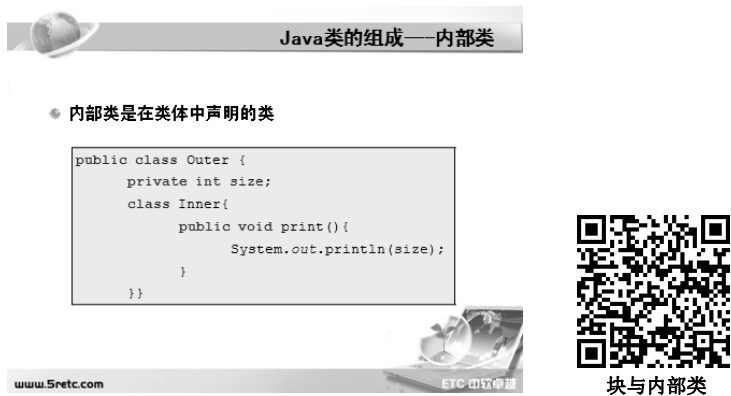 Java类的组成---内部类
内部类是在类体中声明的类
public class Outer {
private int size;
class Inner{
public void print(){
System.out.println(size);
}
}}
www.5retc.com
ETC 中软卓越
块与内部类